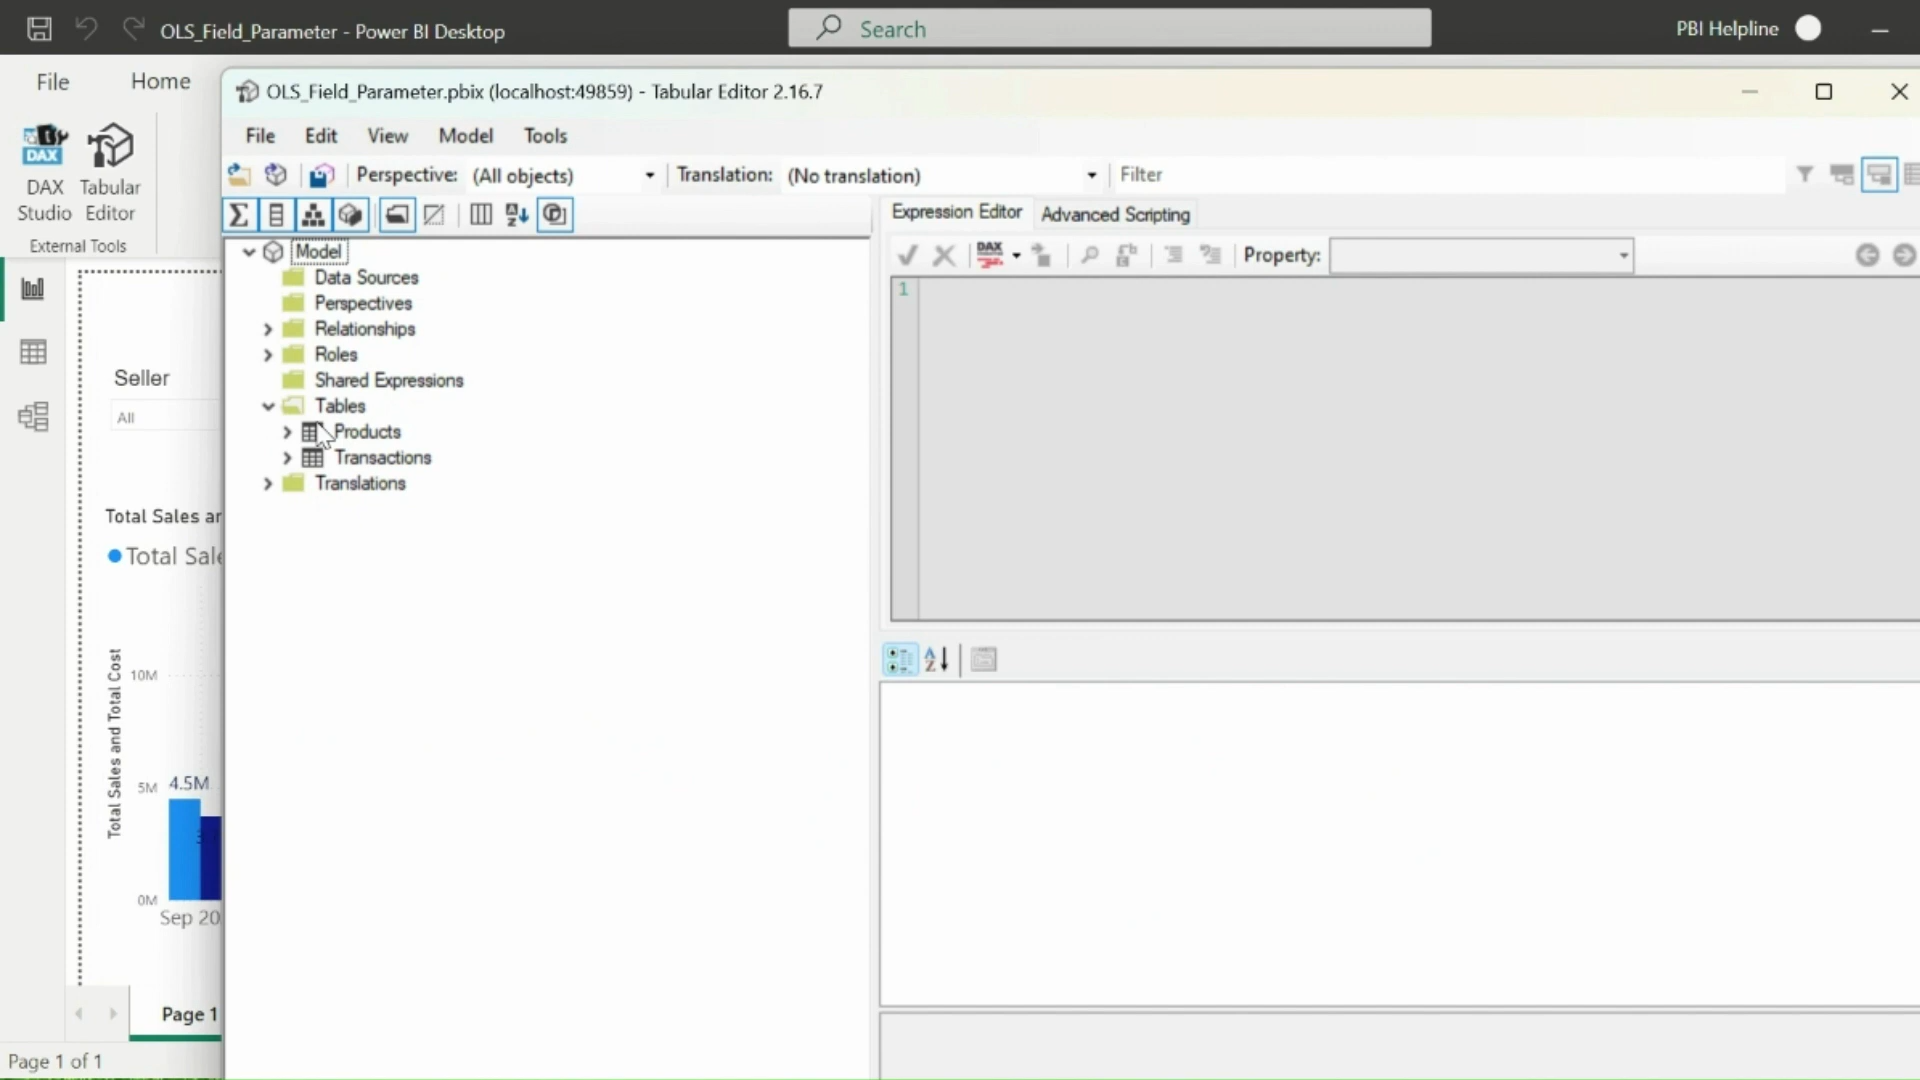 OLS_Field_Parameter - Power BI Desktop
Search
PBI Helpline
File
Home
OLS_Field_Parameter.pbix (localhost:49859) - Tabular Editor 2.16.7
File Edit View Model Tools
DAX
DAX Studio
Tabular Editor
External Tools
Perspective: (All objects)
Translation: (No translation)
Filter
Expression Editor
Advanced Scripting
DAX
Property:
1
Model
Data Sources
Perspectives
Relationships
Roles
Shared Expressions
Tables
Products
Transactions
Translations
Seller
All
Total Sales
Total Sale
Total Sales and Total Cost
10M
5M
4.5M
0M
Sep 20
Page 1
Page 1 of 1